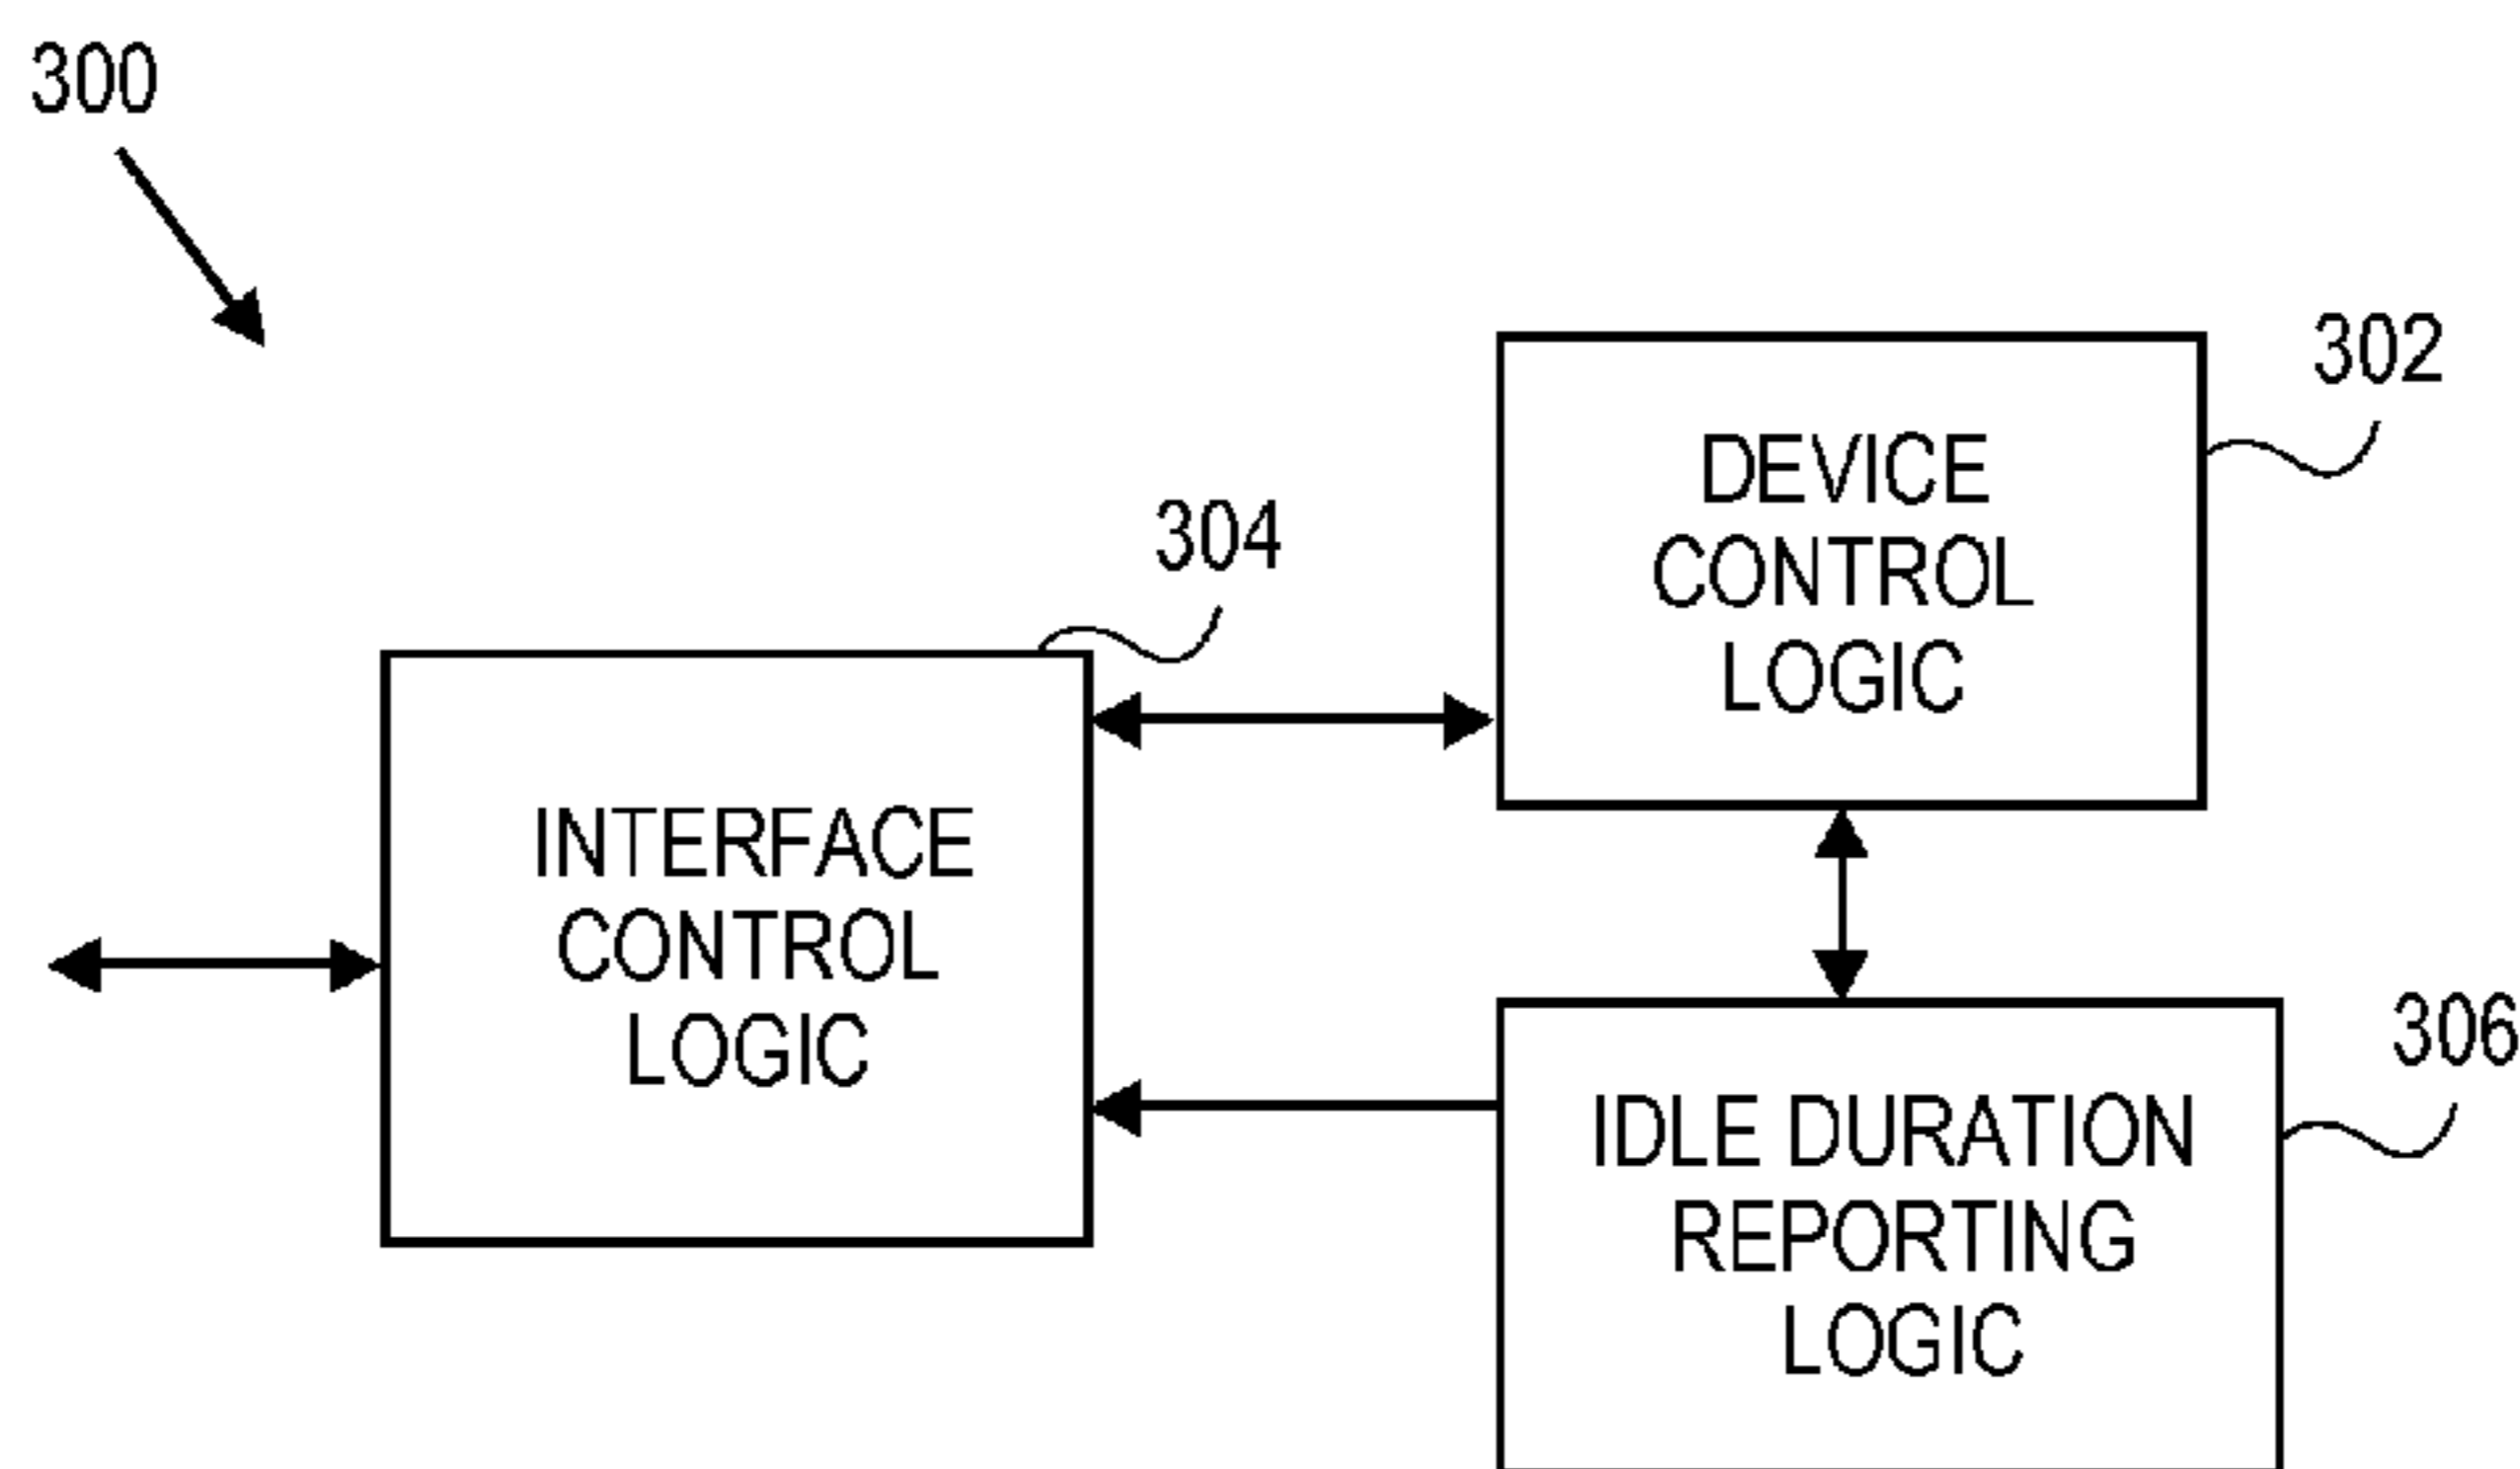 300
302
DEVICE
CONTROL
LOGIC
304
INTERFACE
CONTROL
LOGIC
306
IDLE DURATION
REPORTING
LOGIC